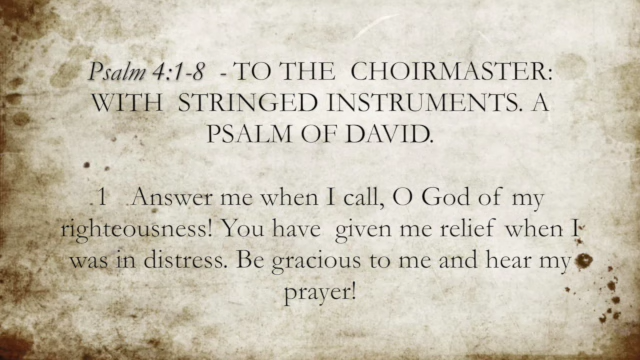 Psalm 4:1-8 - TO THE CHOIRMASTER:
WITH STRINGED INSTRUMENTS. A
PSALM OF DAVID.
1 Answer me when I call, O God of my
righteousness! You have given me relief when I
was in distress. Be gracious to me and hear my
prayer!